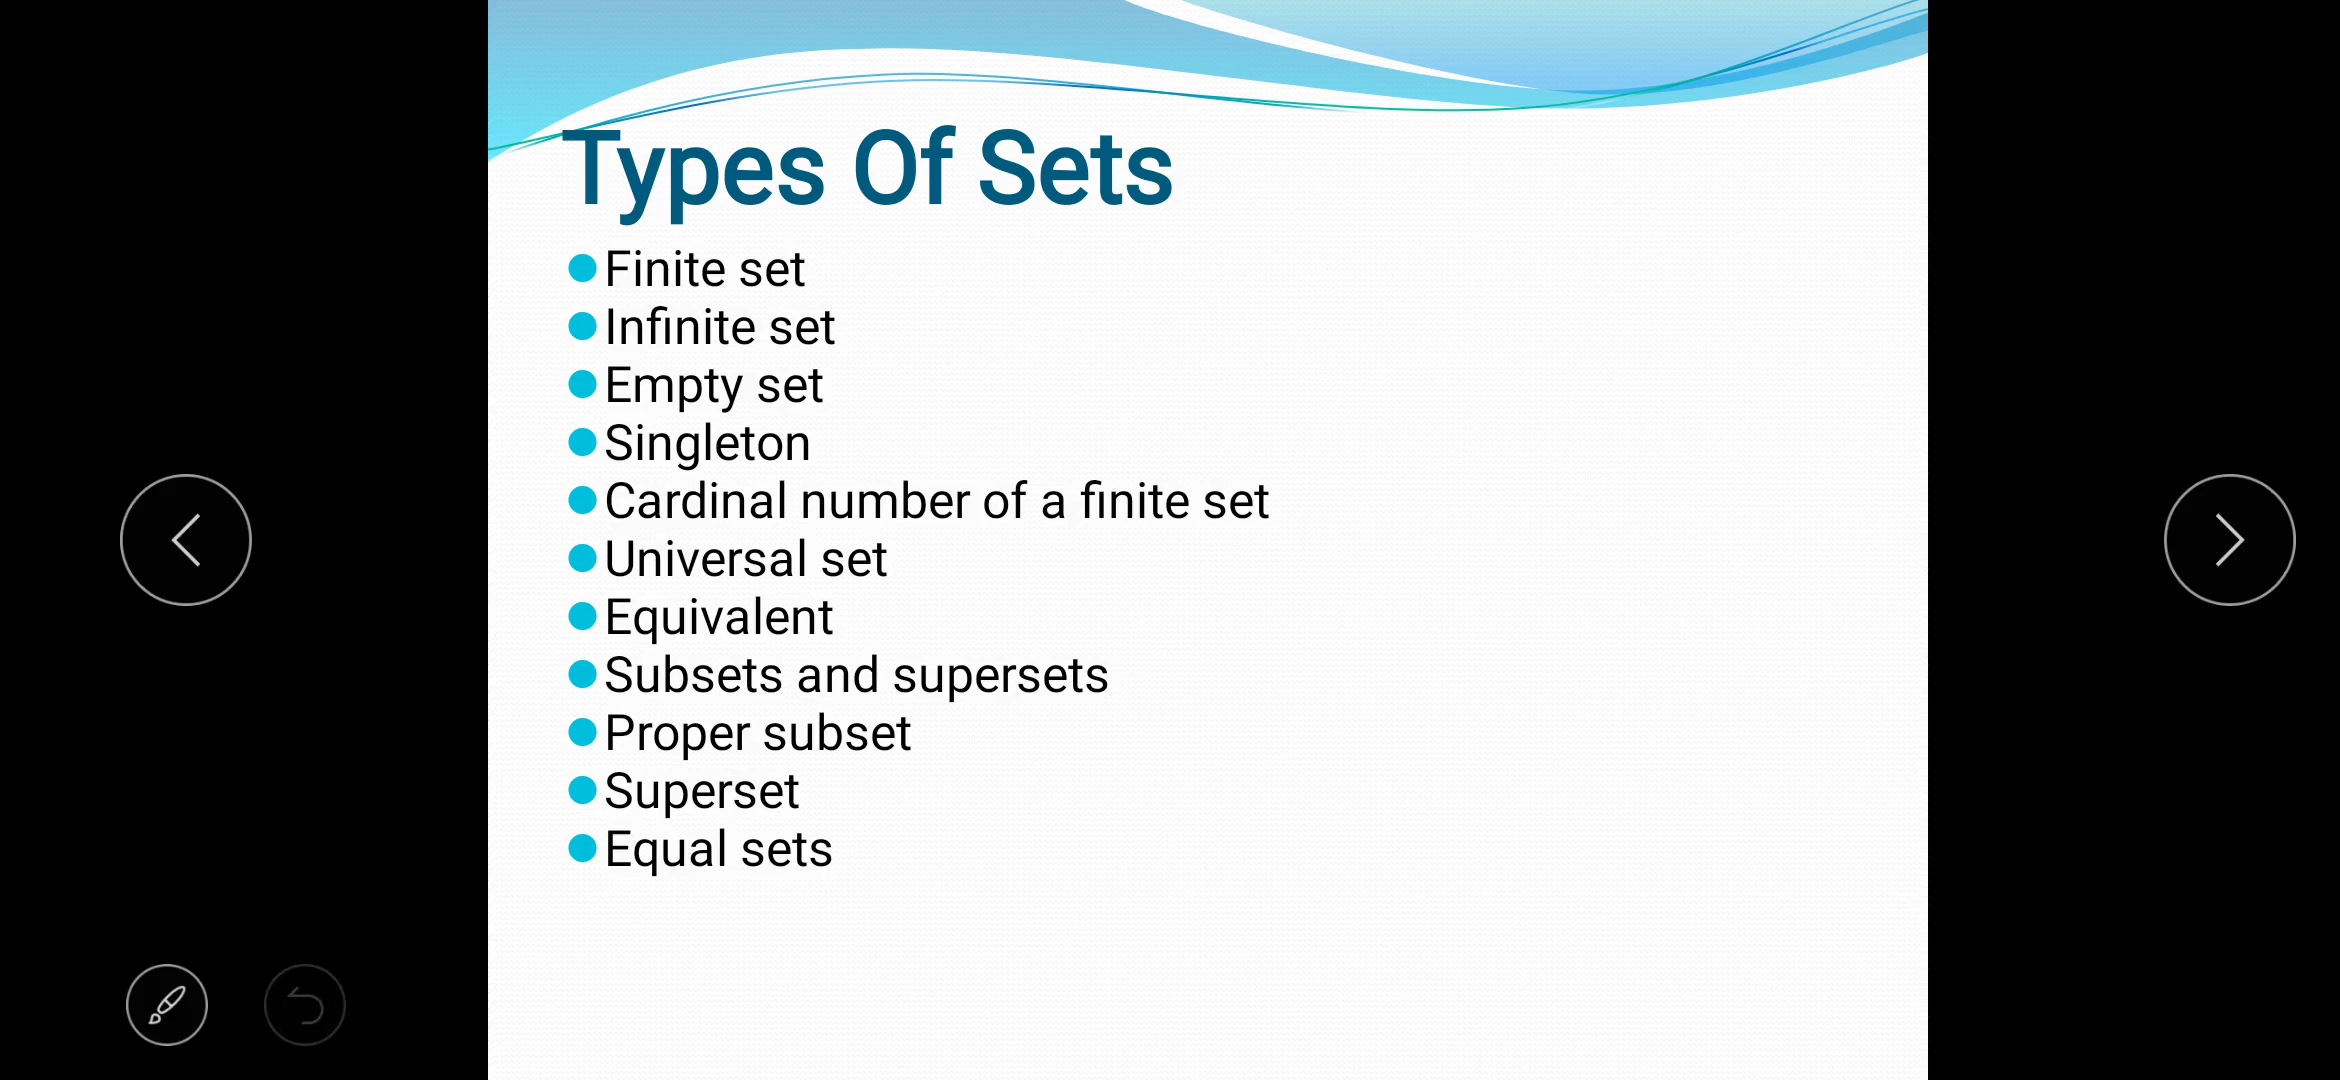 Types Of Sets
Finite set
Infinite set
Empty set
Singleton
Cardinal number of a finite set
Universal set
Equivalent
Subsets and supersets
Proper subset
Superset
Equal sets